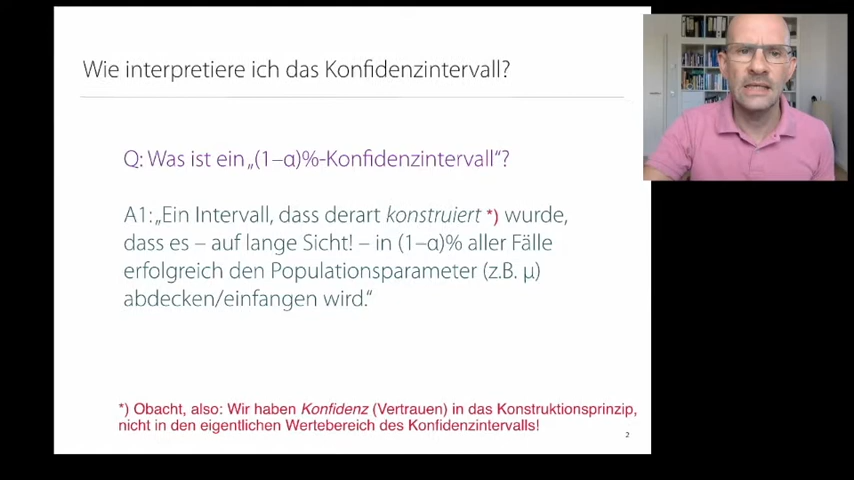 Wie interpretiere ich das Konfidenzintervall?
Q: Was ist ein „(1–α)%-Konfidenzintervall“?
A1: „Ein Intervall, dass derart konstruiert *) wurde,
dass es – auf lange Sicht! – in (1–α)% aller Fälle
erfolgreich den Populationsparameter (z.B. μ)
abdecken/einfangen wird.“
*) Obacht, also: Wir haben Konfidenz (Vertrauen) in das Konstruktionsprinzip,
nicht in den eigentlichen Wertebereich des Konfidenzintervalls!
2